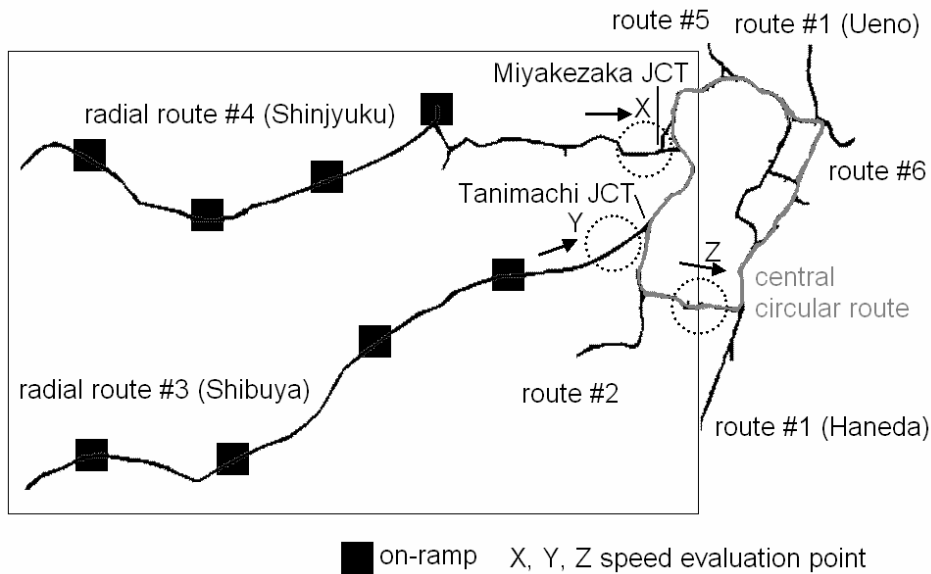 route #5
route #1 (Ueno)
Miyakezaka JCT
X
radial route #4 (Shinjyuku)
route #6
Tanimachi JCT
Y
Z
central
circular route
radial route #3 (Shibuya)
route #2
route #1 (Haneda)
on-ramp
X, Y, Z speed evaluation point